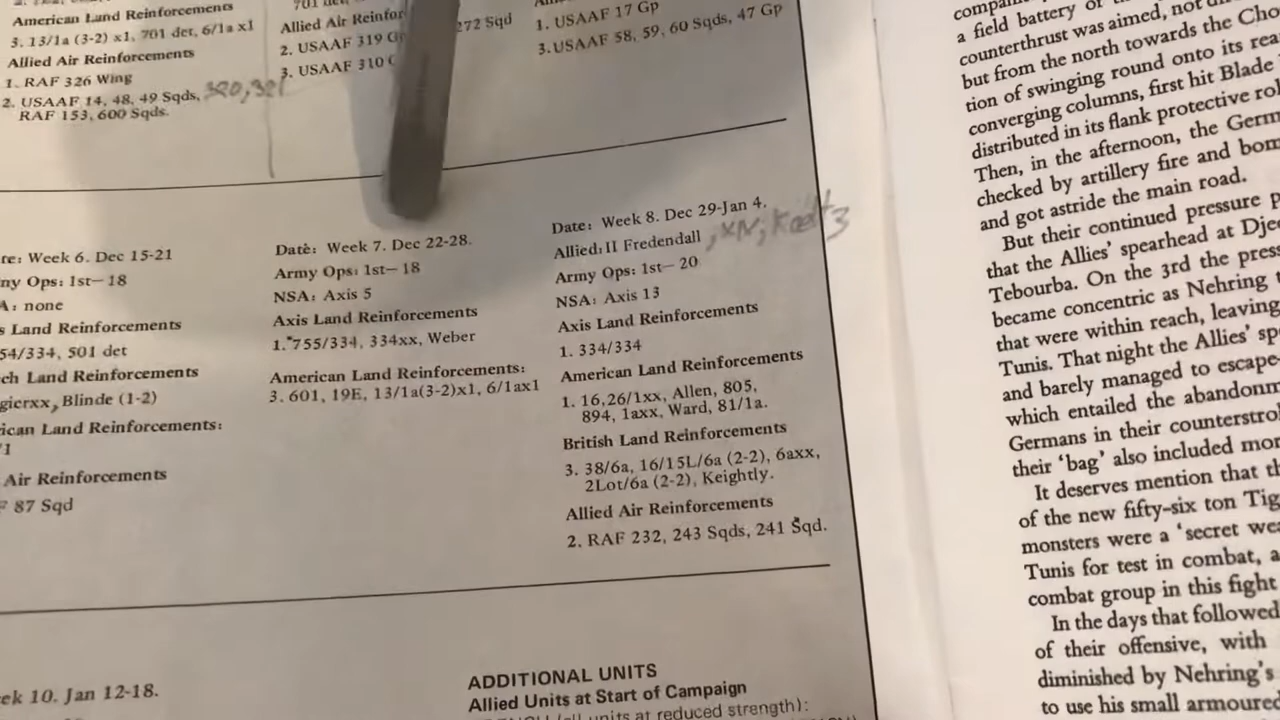 American Land Reinforcements
3. 13/1a (3-2) x1, 701 det, 6/1a x1
Allied Air Reinforcements
1. RAF 326 Wing
2. USAAF 14, 48, 49 Sqds, 320, 321
RAF 153, 600 Sqds.
Allied Air Reinfor
2. USAAF 319 G
272 Sqd
3. USAAF 310
1. USAAF 17 Gp
3. USAAF 58, 59, 60 Sqds, 47 Gp
te: Week 6. Dec 15-21
ny Ops: 1st— 18
A: none
s Land Reinforcements
54/334, 501 det
ch Land Reinforcements
gierxx, Blinde (1-2)
ican Land Reinforcements:
/1
Air Reinforcements
F 87 Sqd
Datè: Week 7. Dec 22-28.
Army Ops: 1st— 18
NSA: Axis 5
Axis Land Reinforcements
1. 755/334, 334xx, Weber
American Land Reinforcements:
3. 601, 19E, 13/1a(3-2)x1, 6/1ax1
Date: Week 8. Dec 29-Jan 4.
Allied: II Fredendall
Army Ops: 1st— 20
NSA: Axis 13
Axis Land Reinforcements
1. 334/334
American Land Reinforcements
1. 16,26/1xx, Allen, 805,
894, 1axx, Ward, 81/1a.
British Land Reinforcements
3. 38/6a, 16/15L/6a (2-2), 6axx,
2Lot/6a (2-2), Keightly.
Allied Air Reinforcements
2. RAF 232, 243 Sqds, 241 Sqd.
ek 10. Jan 12-18.
ADDITIONAL UNITS
Allied Units at Start of Campaign
units at reduced strength):
a field battery of
counterthrust was aimed, not
but from the north towards the Cho
tion of swinging round onto its rea
converging columns, first hit Blade
distributed in its flank protective rol
Then, in the afternoon, the Germ
checked by artillery fire and bom
and got astride the main road.
But their continued pressure p
that the Allies' spearhead at Dje
Tebourba. On the 3rd the press
became concentric as Nehring
that were within reach, leaving
Tunis. That night the Allies' sp
and barely managed to escape
which entailed the abandonm
Germans in their counterstro
their 'bag' also included mor
It deserves mention that th
of the new fifty-six ton Tig
monsters were a 'secret wea
Tunis for test in combat, a
combat group in this fight
In the days that followed
of their offensive, with
diminished by Nehring's
to use his small armoure